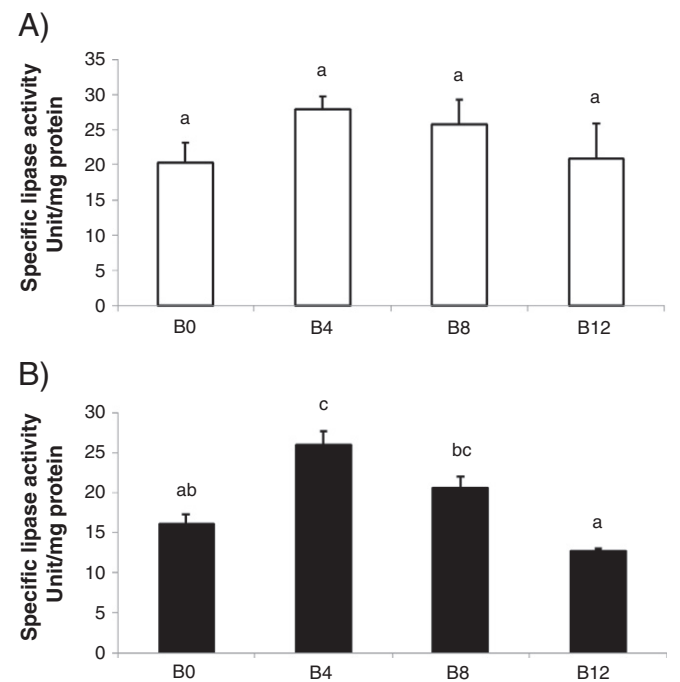 A)
Specific lipase activity
Unit/mg protein
35
30
25
20
15
10
5
0
a
a
a
a
B0
B4
B8
B12
B)
Specific lipase activity
Unit/mg protein
30
25
20
15
10
5
0
ab
c
bc
a
B0
B4
B8
B12